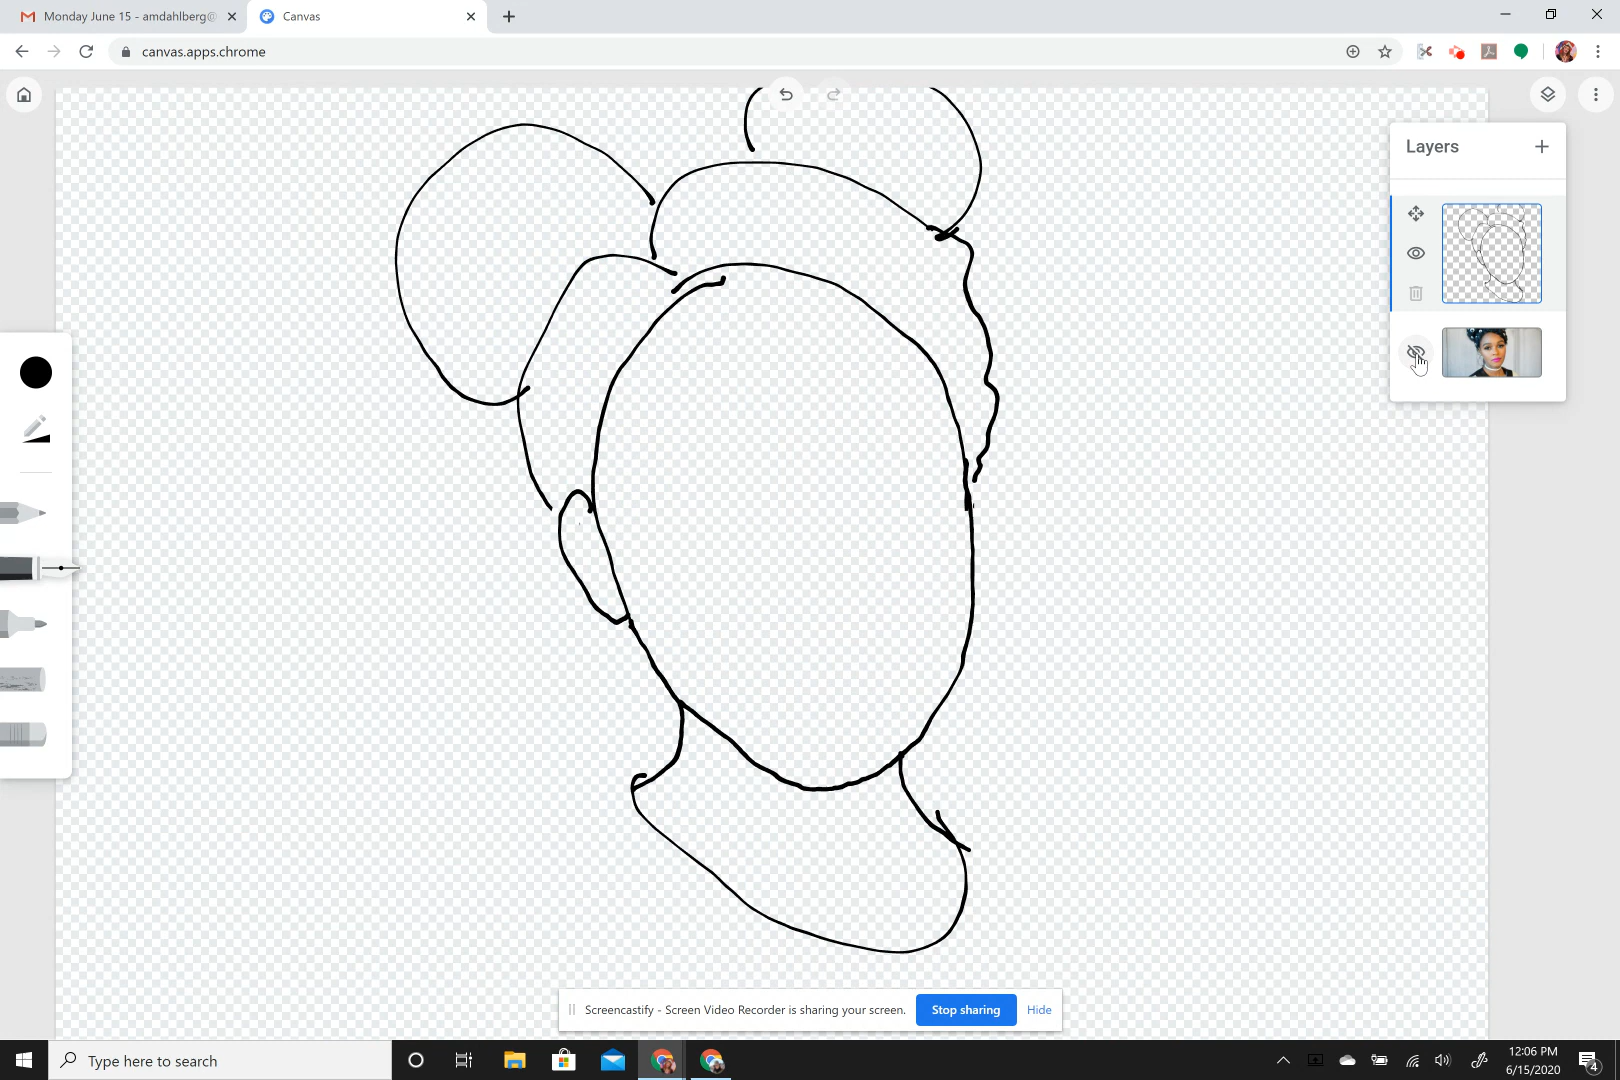 Monday June 15 - amdahlberg@
Canvas
canvas.apps.chrome
Layers
Screencastify - Screen Video Recorder is sharing your screen.
Stop sharing
Hide
Type here to search
12:06 PM
6/15/2020
4